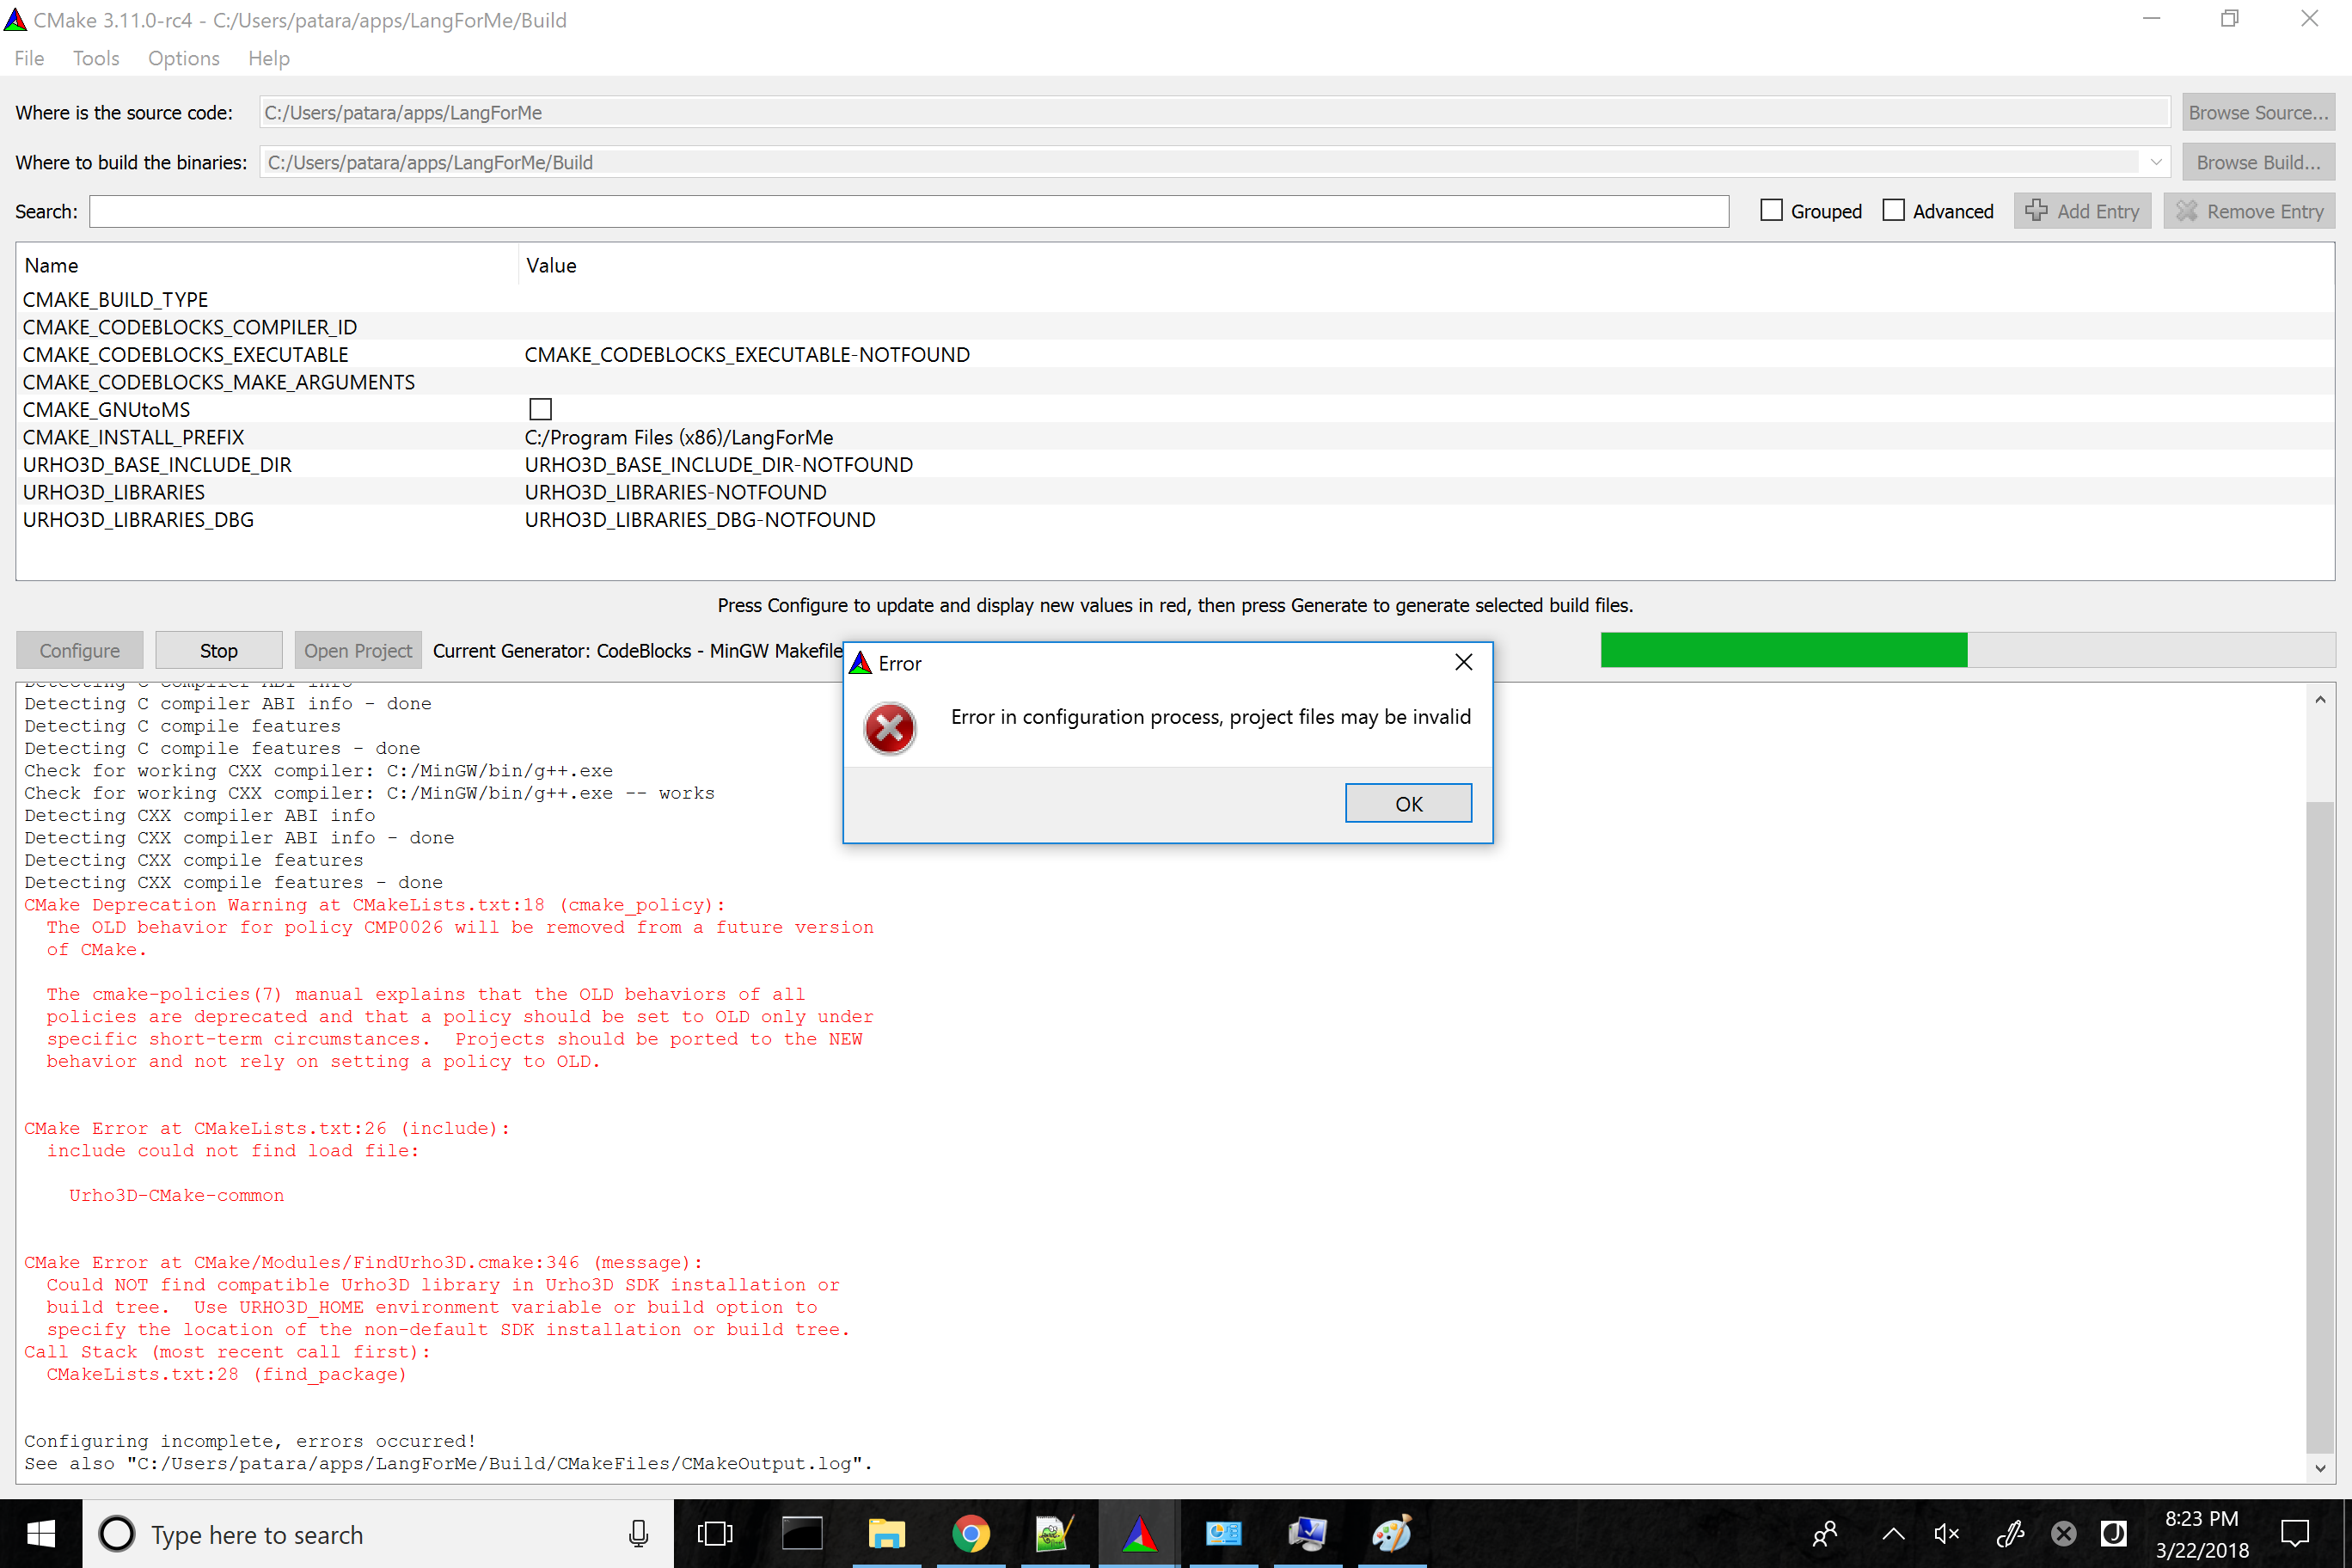 CMake 3.11.0-rc4 - C:/Users/patara/apps/LangForMe/Build
File Tools Options Help
Where is the source code: C:/Users/patara/apps/LangForMe Browse Source...
Where to build the binaries: C:/Users/patara/apps/LangForMe/Build Browse Build...
Search: Grouped Advanced Add Entry Remove Entry
Name Value
CMAKE_BUILD_TYPE
CMAKE_CODEBLOCKS_COMPILER_ID
CMAKE_CODEBLOCKS_EXECUTABLE CMAKE_CODEBLOCKS_EXECUTABLE-NOTFOUND
CMAKE_CODEBLOCKS_MAKE_ARGUMENTS
CMAKE_GNUtoMS
CMAKE_INSTALL_PREFIX C:/Program Files (x86)/LangForMe
URHO3D_BASE_INCLUDE_DIR URHO3D_BASE_INCLUDE_DIR-NOTFOUND
URHO3D_LIBRARIES URHO3D_LIBRARIES-NOTFOUND
URHO3D_LIBRARIES_DBG URHO3D_LIBRARIES_DBG-NOTFOUND
Press Configure to update and display new values in red, then press Generate to generate selected build files.
Configure Stop Open Project Current Generator: CodeBlocks - MinGW Makefile
Error
Error in configuration process, project files may be invalid
OK
Detecting C compiler ABI info
Detecting C compiler ABI info - done
Detecting C compile features
Detecting C compile features - done
Check for working CXX compiler: C:/MinGW/bin/g++.exe
Check for working CXX compiler: C:/MinGW/bin/g++.exe -- works
Detecting CXX compiler ABI info
Detecting CXX compiler ABI info - done
Detecting CXX compile features
Detecting CXX compile features - done
CMake Deprecation Warning at CMakeLists.txt:18 (cmake_policy):
The OLD behavior for policy CMP0026 will be removed from a future version
of CMake.
The cmake-policies(7) manual explains that the OLD behaviors of all
policies are deprecated and that a policy should be set to OLD only under
specific short-term circumstances.  Projects should be ported to the NEW
behavior and not rely on setting a policy to OLD.
CMake Error at CMakeLists.txt:26 (include):
include could not find load file:
Urho3D-CMake-common
CMake Error at CMake/Modules/FindUrho3D.cmake:346 (message):
Could NOT find compatible Urho3D library in Urho3D SDK installation or
build tree.  Use URHO3D_HOME environment variable or build option to
specify the location of the non-default SDK installation or build tree.
Call Stack (most recent call first):
CMakeLists.txt:28 (find_package)
Configuring incomplete, errors occurred!
See also "C:/Users/patara/apps/LangForMe/Build/CMakeFiles/CMakeOutput.log".
Type here to search
8:23 PM
3/22/2018